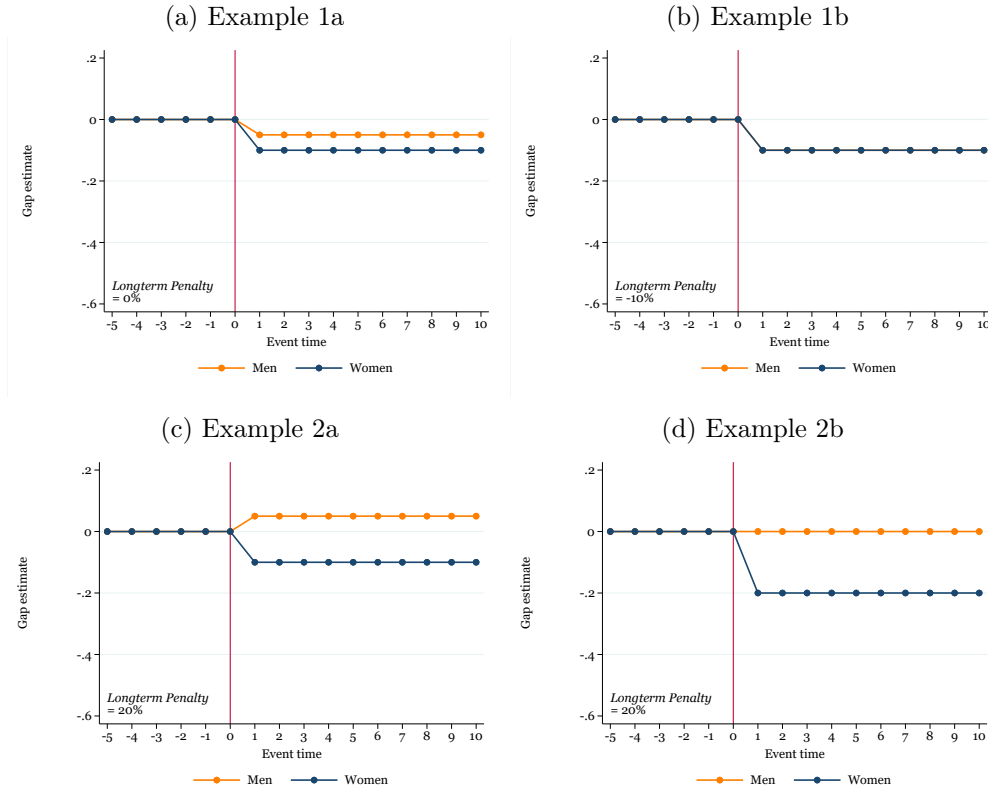 (a) Example 1a
.2
0
-.2
-.4
-.6
Gap estimate
Longterm Penalty
= 0%
-5 -4 -3 -2 -1 0 1 2 3 4 5 6 7 8 9 10
Event time
Men Women
(b) Example 1b
.2
0
-.2
-.4
-.6
Gap estimate
Longterm Penalty
= -10%
-5 -4 -3 -2 -1 0 1 2 3 4 5 6 7 8 9 10
Event time
Men Women
(c) Example 2a
.2
0
-.2
-.4
-.6
Gap estimate
Longterm Penalty
= 20%
-5 -4 -3 -2 -1 0 1 2 3 4 5 6 7 8 9 10
Event time
Men Women
(d) Example 2b
.2
0
-.2
-.4
-.6
Gap estimate
Longterm Penalty
= 20%
-5 -4 -3 -2 -1 0 1 2 3 4 5 6 7 8 9 10
Event time
Men Women